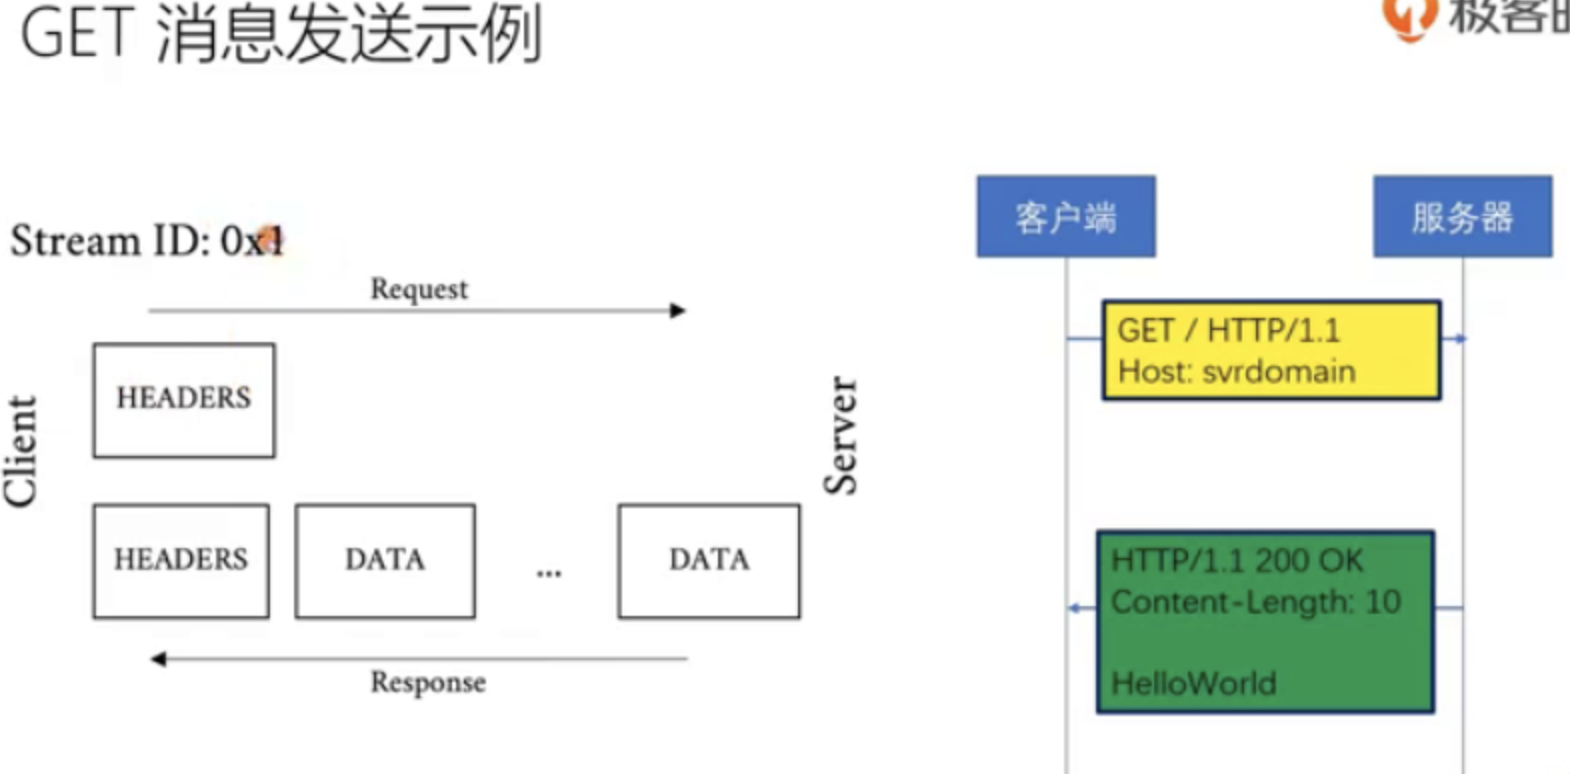 GET 消息发送示例
极客
Stream ID: 0x1
Request
Client
HEADERS
HEADERS
DATA
...
DATA
Server
Response
客户端
服务器
GET / HTTP/1.1
Host: svrdomain
HTTP/1.1 200 OK
Content-Length: 10
HelloWorld